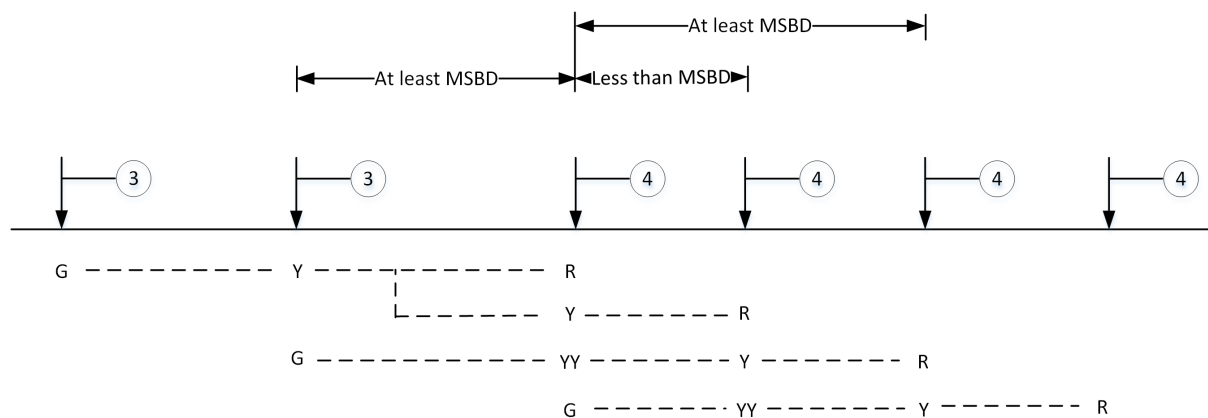 At least MSBD
At least MSBD Less than MSBD
3 3 4 4 4 4
G Y R
Y R
G YY Y R
G YY Y R